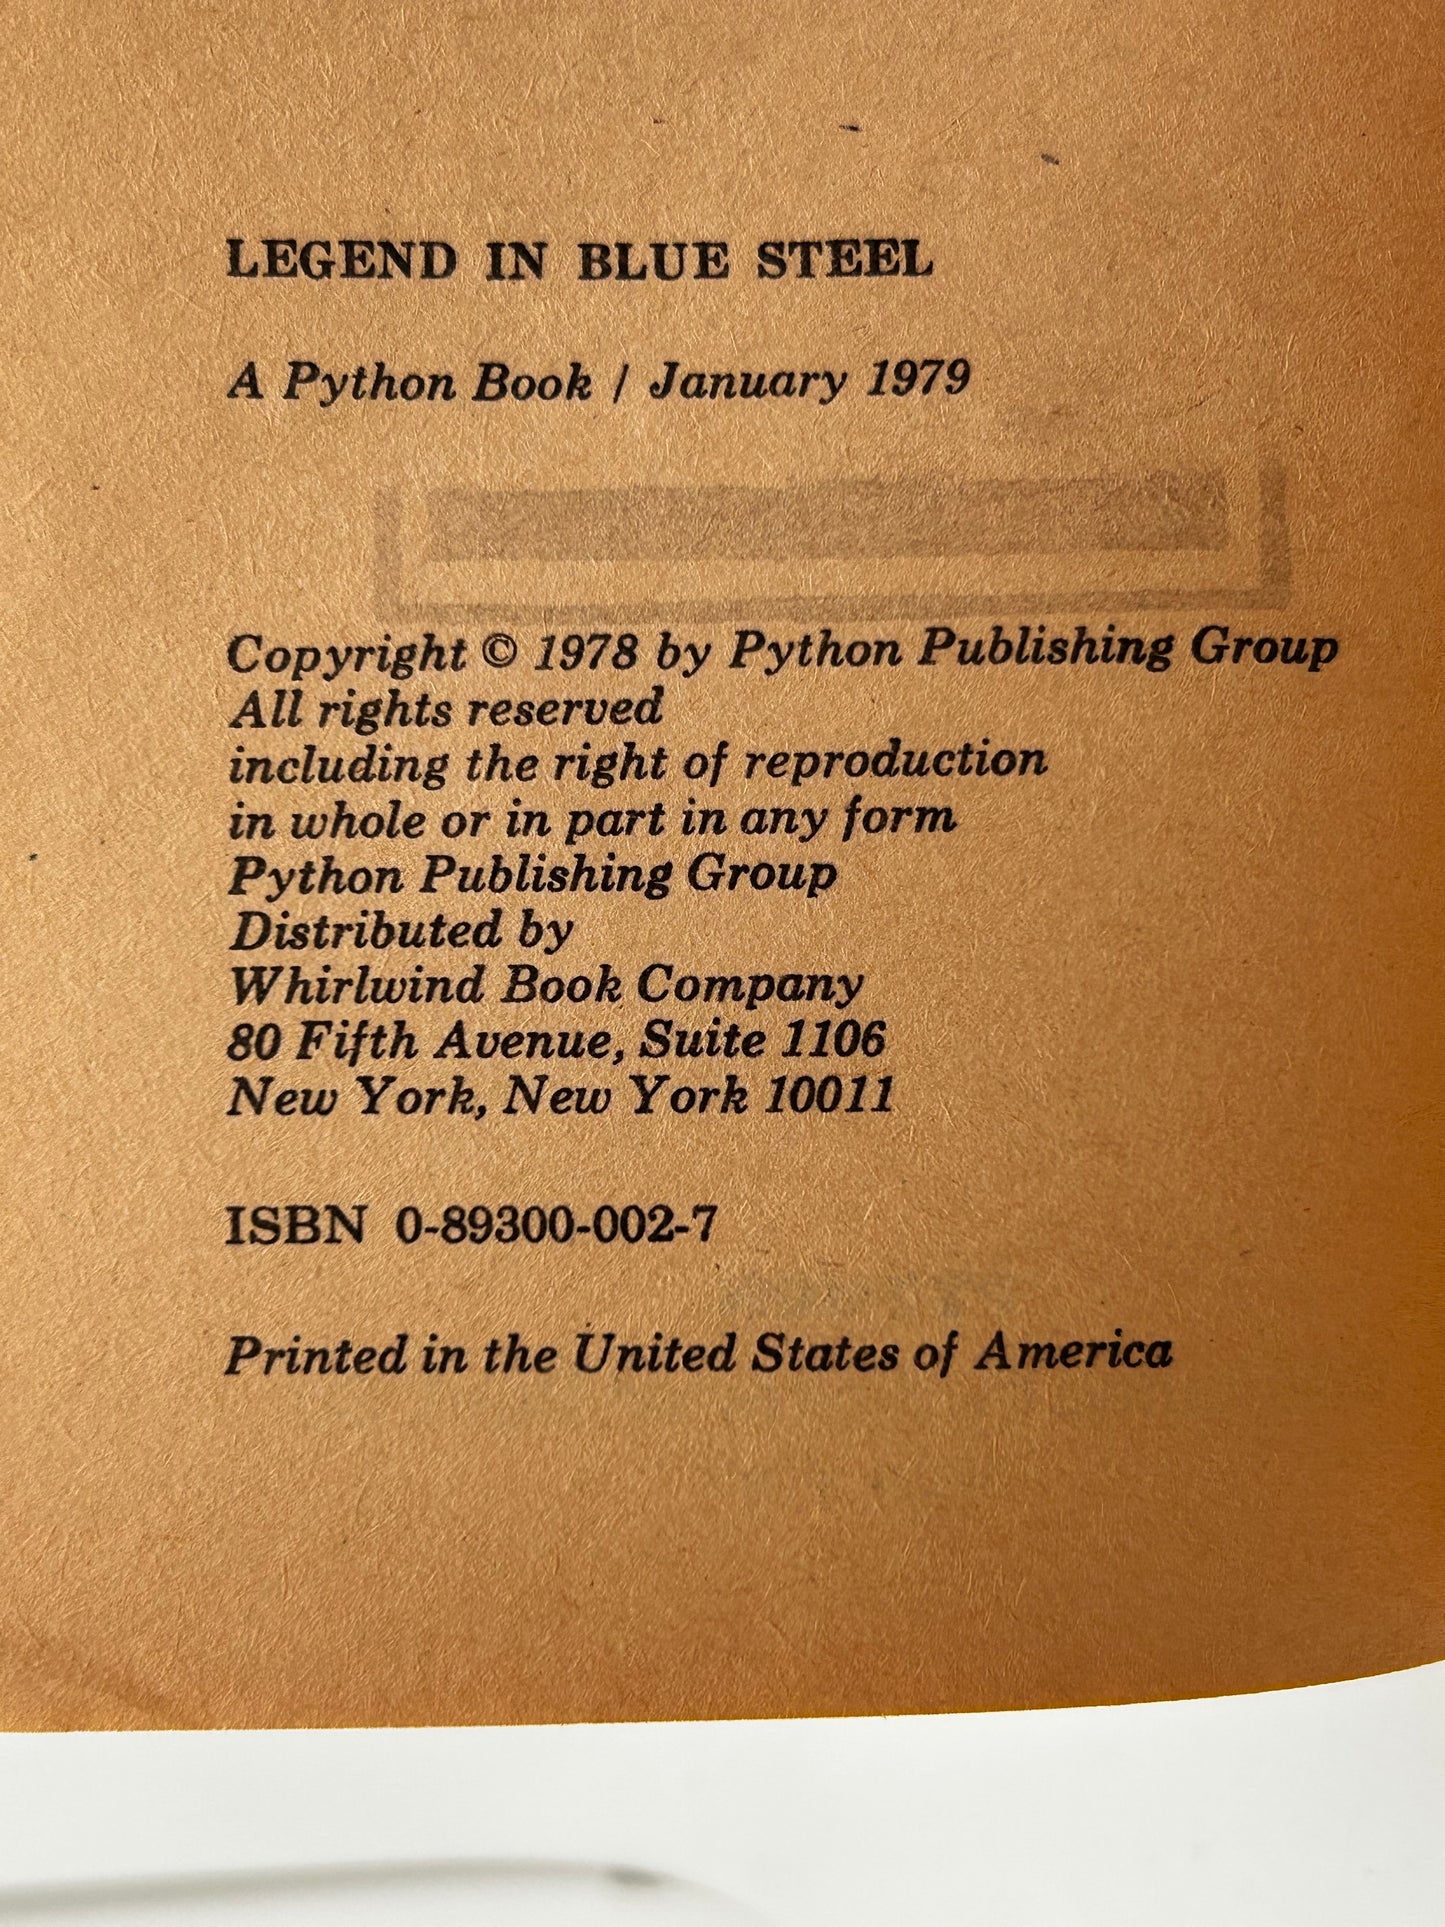 LEGEND IN BLUE STEEL
A Python Book / January 1979
Copyright © 1978 by Python Publishing Group
All rights reserved
including the right of reproduction
in whole or in part in any form
Python Publishing Group
Distributed by
Whirlwind Book Company
80 Fifth Avenue, Suite 1106
New York, New York 10011
ISBN 0-89300-002-7
Printed in the United States of America